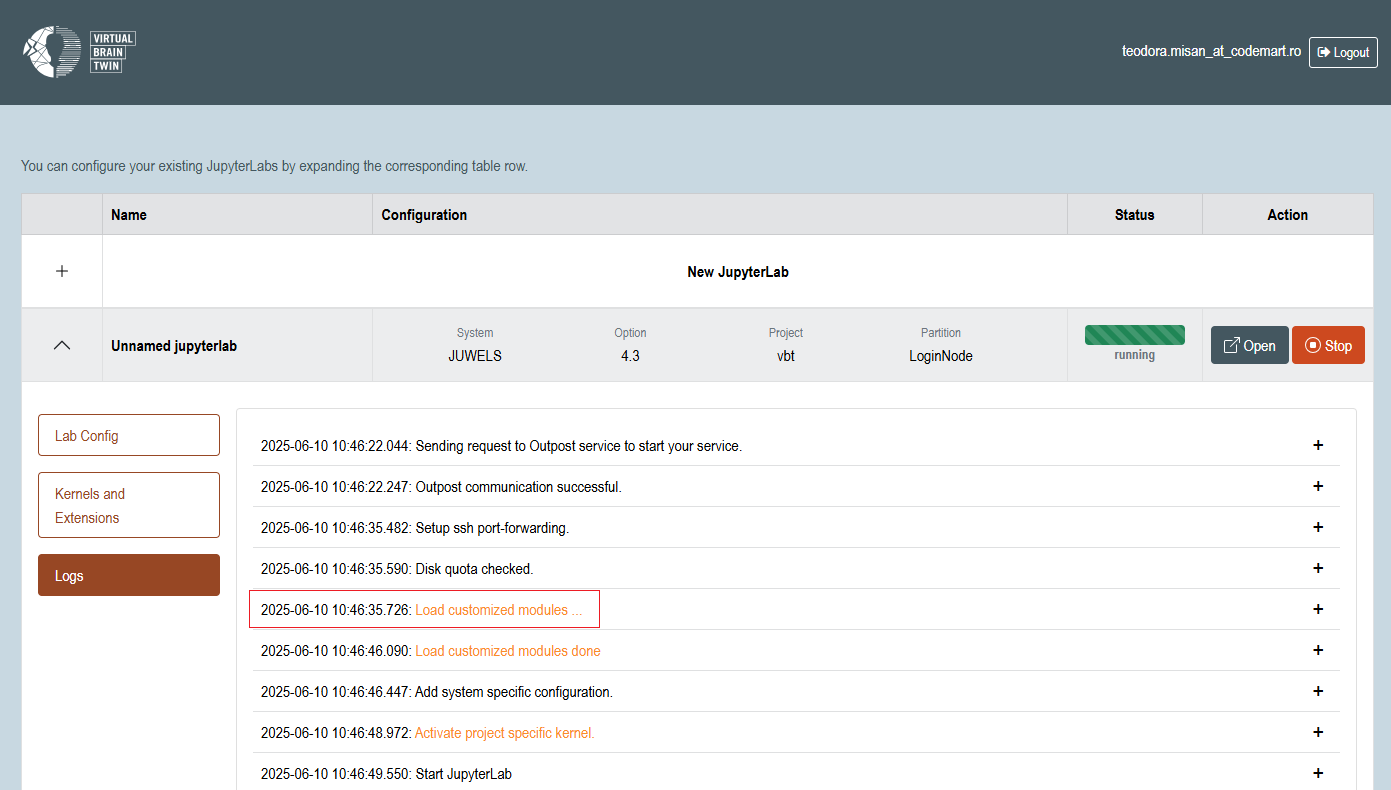 VIRTUAL
BRAIN
TWIN
teodora.misan_at_codemart.ro Logout
You can configure your existing JupyterLabs by expanding the corresponding table row.
Name Configuration Status Action
+ New JupyterLab
Unnamed jupyterlab
System Option Project Partition
JUWELS 4.3 vbt LoginNode
running
Open Stop
Lab Config
Kernels and
Extensions
Logs
2025-06-10 10:46:22.044: Sending request to Outpost service to start your service. +
2025-06-10 10:46:22.247: Outpost communication successful. +
2025-06-10 10:46:35.482: Setup ssh port-forwarding. +
2025-06-10 10:46:35.590: Disk quota checked. +
2025-06-10 10:46:35.726: Load customized modules ... +
2025-06-10 10:46:46.090: Load customized modules done +
2025-06-10 10:46:46.447: Add system specific configuration. +
2025-06-10 10:46:48.972: Activate project specific kernel. +
2025-06-10 10:46:49.550: Start JupyterLab +